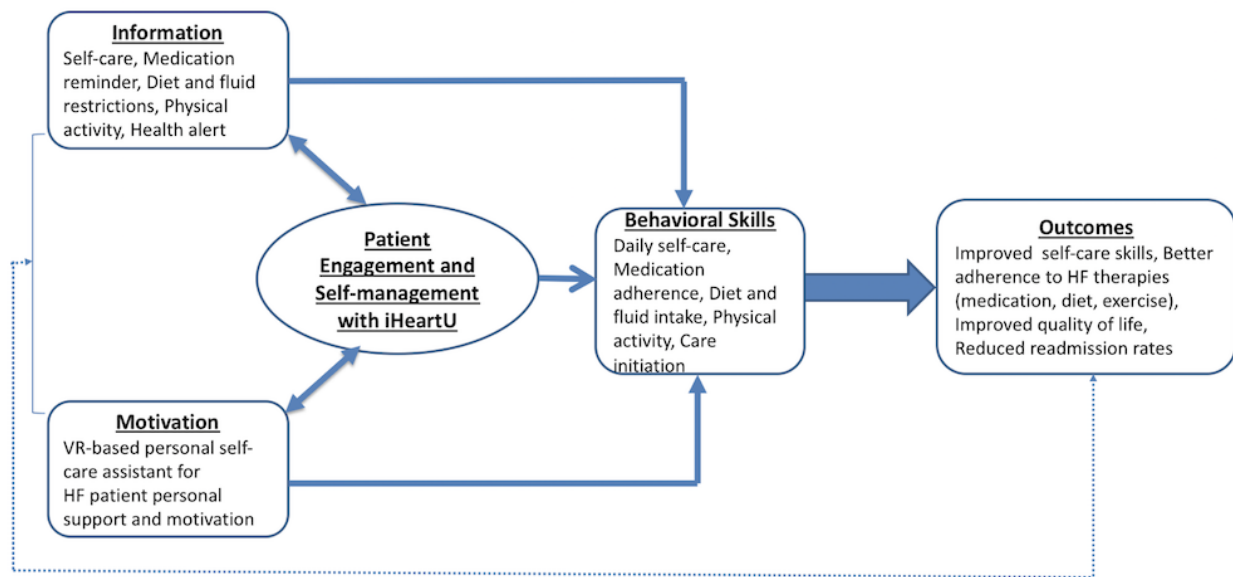 Information
Self-care, Medication
reminder, Diet and fluid
restrictions, Physical
activity, Health alert
Patient
Engagement and
Self-management
with iHeartU
Motivation
VR-based personal self-
care assistant for
HF patient personal
support and motivation
Behavioral Skills
Daily self-care,
Medication
adherence, Diet and
fluid intake, Physical
activity, Care
initiation
Outcomes
Improved self-care skills, Better
adherence to HF therapies
(medication, diet, exercise),
Improved quality of life,
Reduced readmission rates